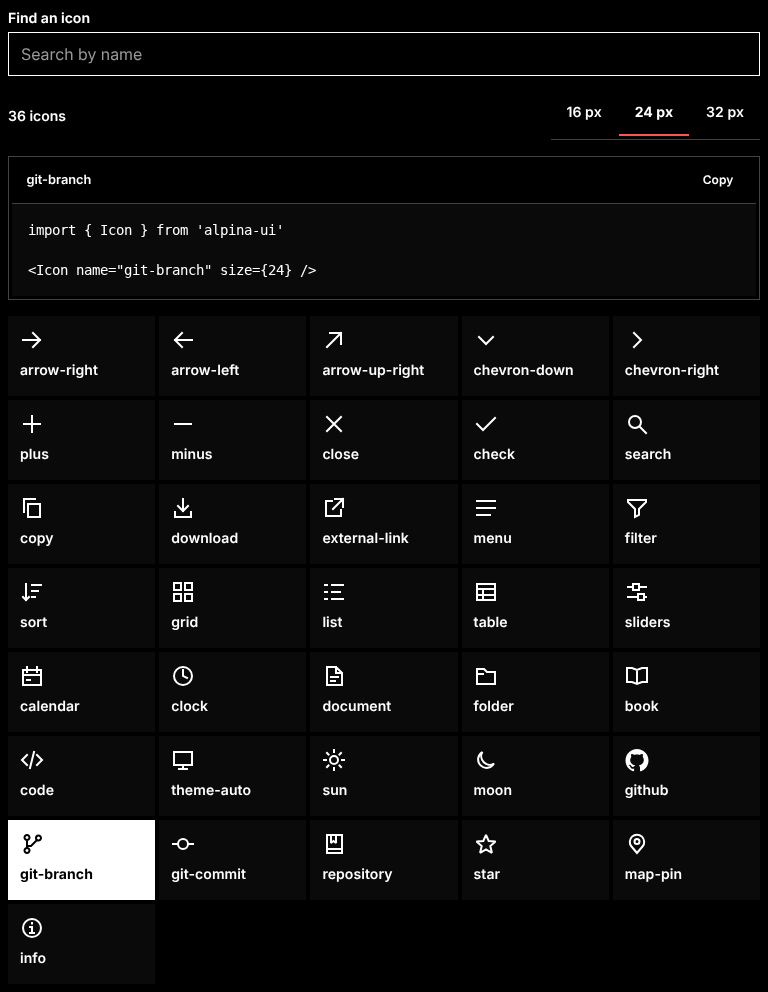 Find an icon
Search by name
36 icons
16 px 24 px 32 px
git-branch Copy
import { Icon } from 'alpina-ui'
<Icon name="git-branch" size={24} />
arrow-right arrow-left arrow-up-right chevron-down chevron-right
plus minus close check search
copy download external-link menu filter
sort grid list table sliders
calendar clock document folder book
code theme-auto sun moon github
git-branch git-commit repository star map-pin
info